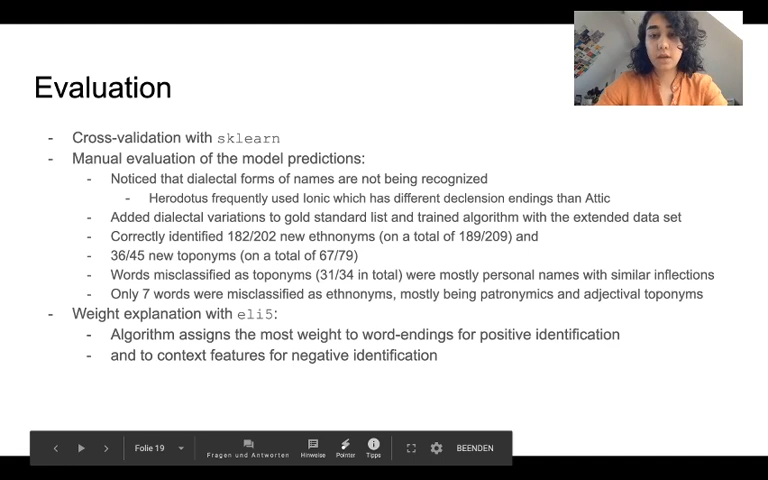 Evaluation
- Cross-validation with sklearn
- Manual evaluation of the model predictions:
- Noticed that dialectal forms of names are not being recognized
- Herodotus frequently used Ionic which has different declension endings than Attic
- Added dialectal variations to gold standard list and trained algorithm with the extended data set
- Correctly identified 182/202 new ethnonyms (on a total of 189/209) and
- 36/45 new toponyms (on a total of 67/79)
- Words misclassified as toponyms (31/34 in total) were mostly personal names with similar inflections
- Only 7 words were misclassified as ethnonyms, mostly being patronymics and adjectival toponyms
- Weight explanation with eli5:
- Algorithm assigns the most weight to word-endings for positive identification
- and to context features for negative identification
Folie 19
Fragen und Antworten
Hinweise
Pointer
Tipps
BEENDEN